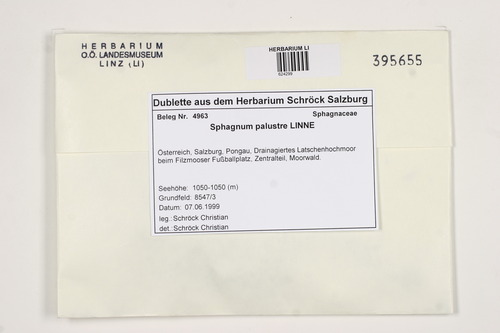 HERBARIUM
O.Ö. LANDESMUSEUM
LINZ (LI)
HERBARIUM LI
395655
Dublette aus dem Herbarium Schröck Salzburg
Beleg Nr. 4963 Sphagnaceae
Sphagnum palustre LINNE
Österreich, Salzburg, Pongau, Drainagiertes Latschenhochmoor
beim Filzmooser Fußballplatz, Zentralteil, Moorwald.
Seehöhe: 1050-1050 (m)
Grundfeld: 8547/3
Datum: 07.06.1999
leg. Schröck Christian
det. Schröck Christian